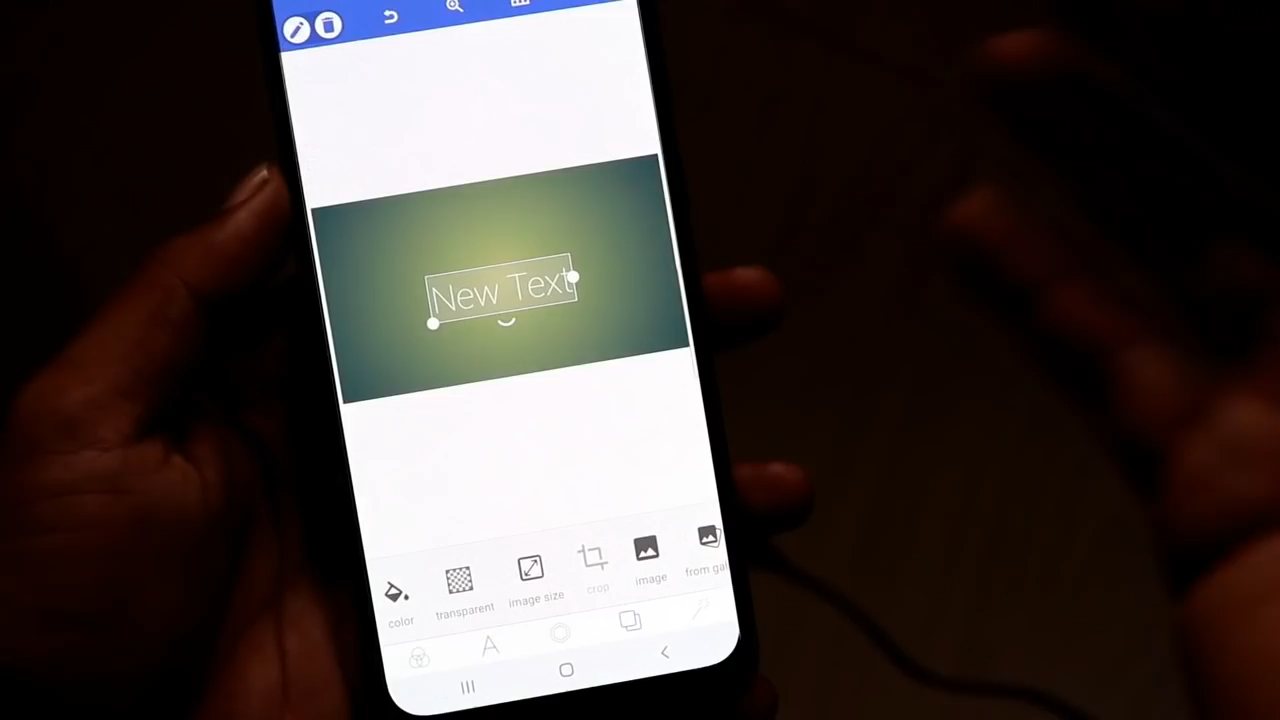 New Text
color
transparent
image size
crop
image
from gal